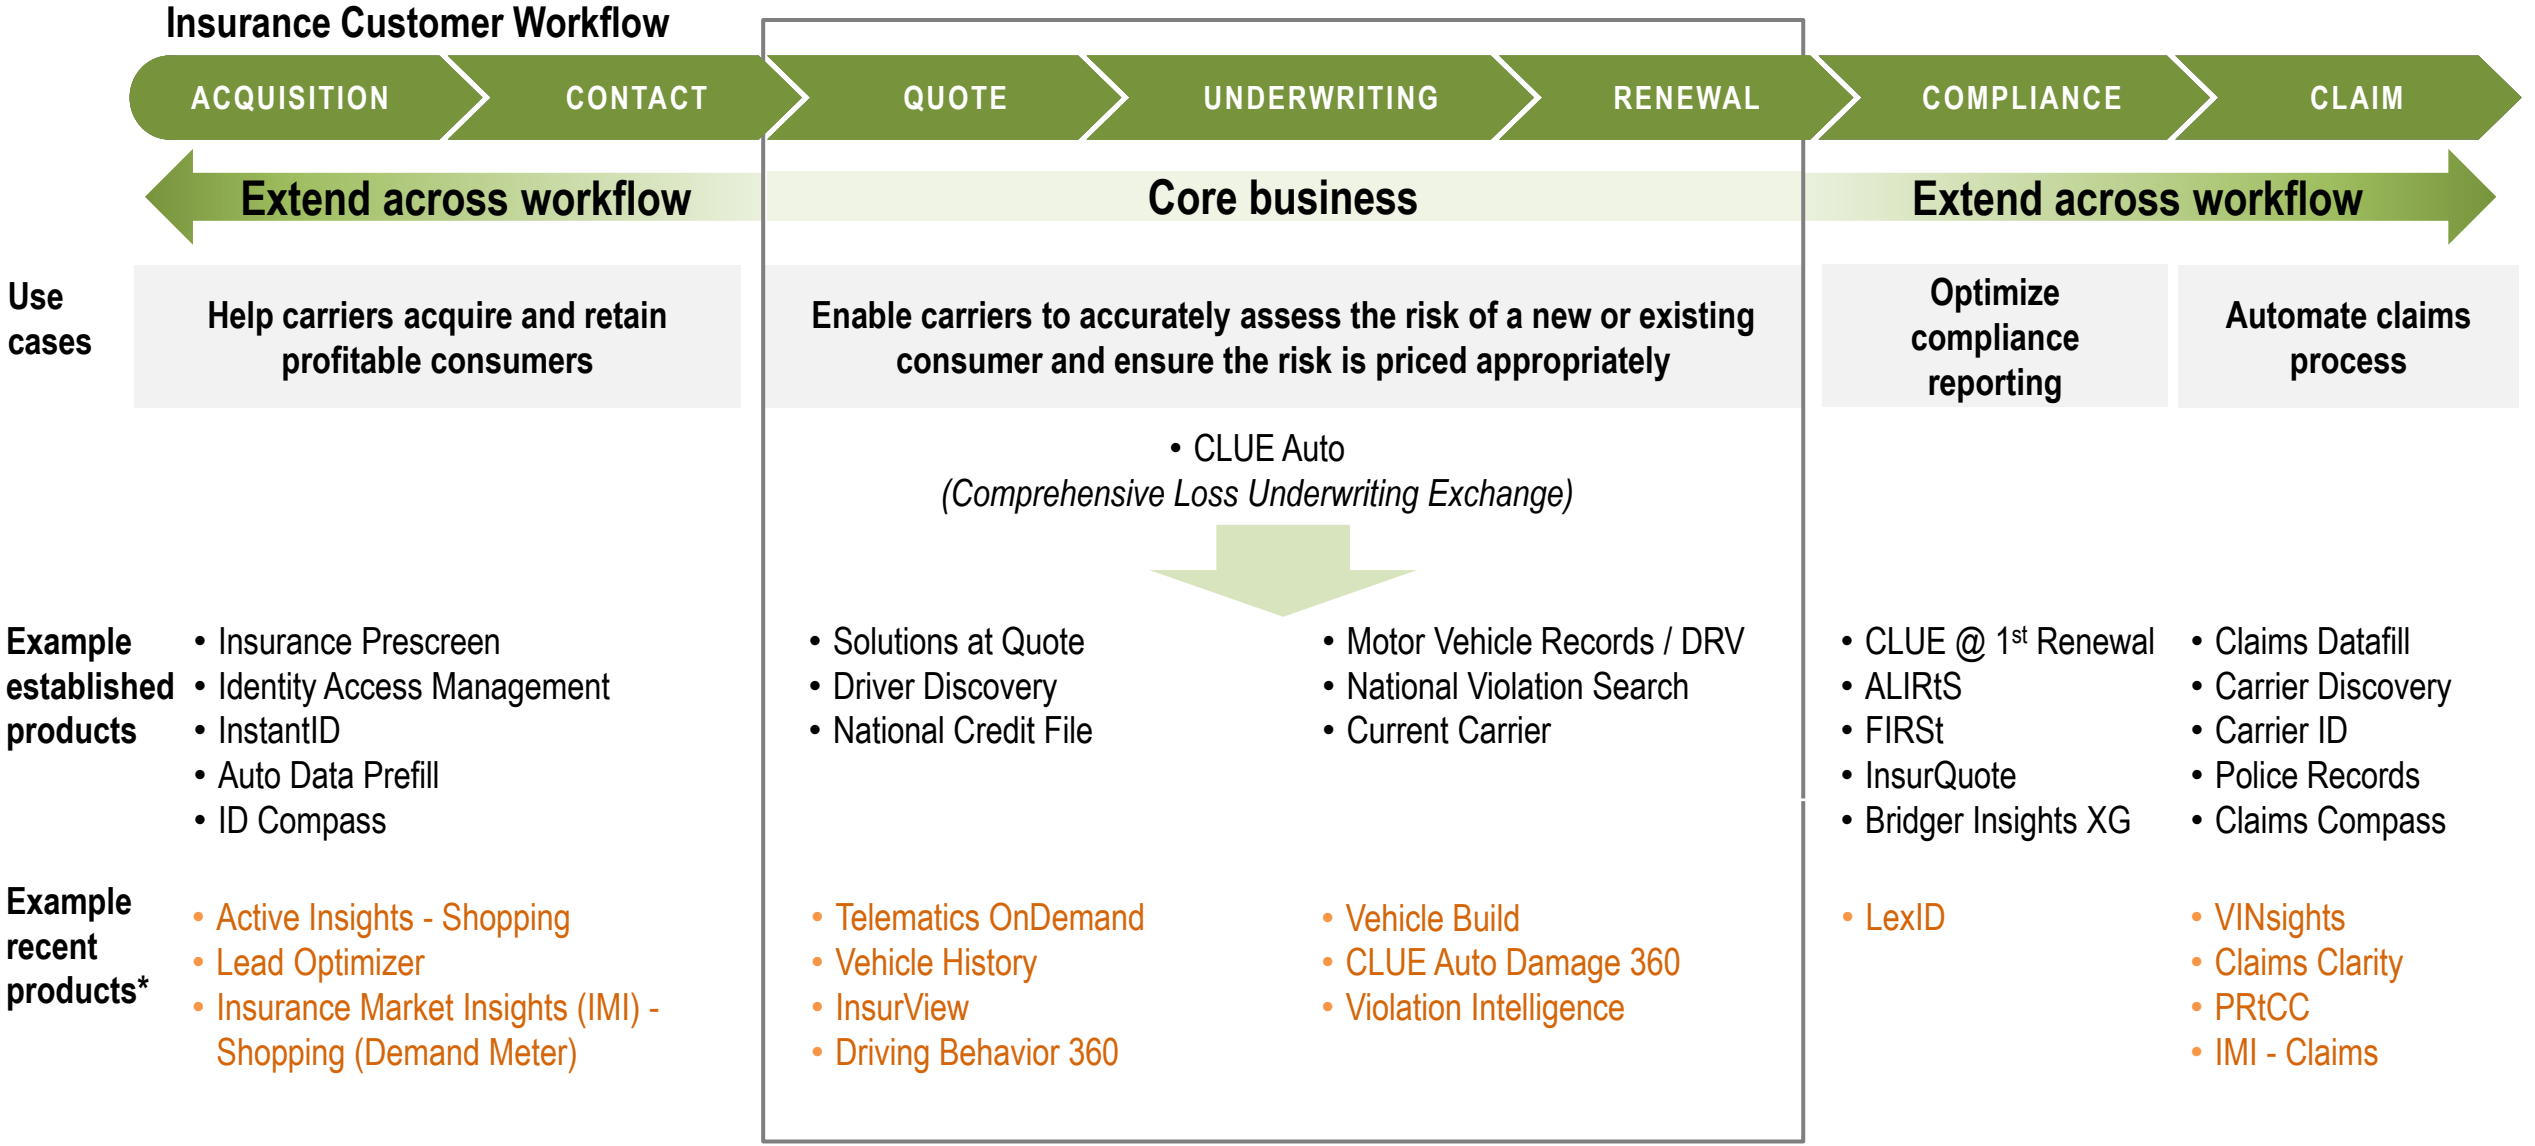 Insurance Customer Workflow
ACQUISITION
CONTACT
QUOTE
UNDERWRITING
RENEWAL
COMPLIANCE
CLAIM
Extend across workflow
Core business
Extend across workflow
Use
cases
Help carriers acquire and retain
profitable consumers
Enable carriers to accurately assess the risk of a new or existing
consumer and ensure the risk is priced appropriately
Optimize
compliance
reporting
Automate claims
process
• CLUE Auto
(Comprehensive Loss Underwriting Exchange)
Example
established
products
• Insurance Prescreen
• Identity Access Management
• InstantID
• Auto Data Prefill
• ID Compass
• Solutions at Quote
• Driver Discovery
• National Credit File
• Motor Vehicle Records / DRV
• National Violation Search
• Current Carrier
• CLUE @ 1st Renewal
• ALIRtS
• FIRSt
• InsurQuote
• Bridger Insights XG
• Claims Datafill
• Carrier Discovery
• Carrier ID
• Police Records
• Claims Compass
Example
recent
products*
• Active Insights - Shopping
• Lead Optimizer
• Insurance Market Insights (IMI) -
Shopping (Demand Meter)
• Telematics OnDemand
• Vehicle History
• InsurView
• Driving Behavior 360
• Vehicle Build
• CLUE Auto Damage 360
• Violation Intelligence
• LexID
• VINsights
• Claims Clarity
• PRtCC
• IMI - Claims